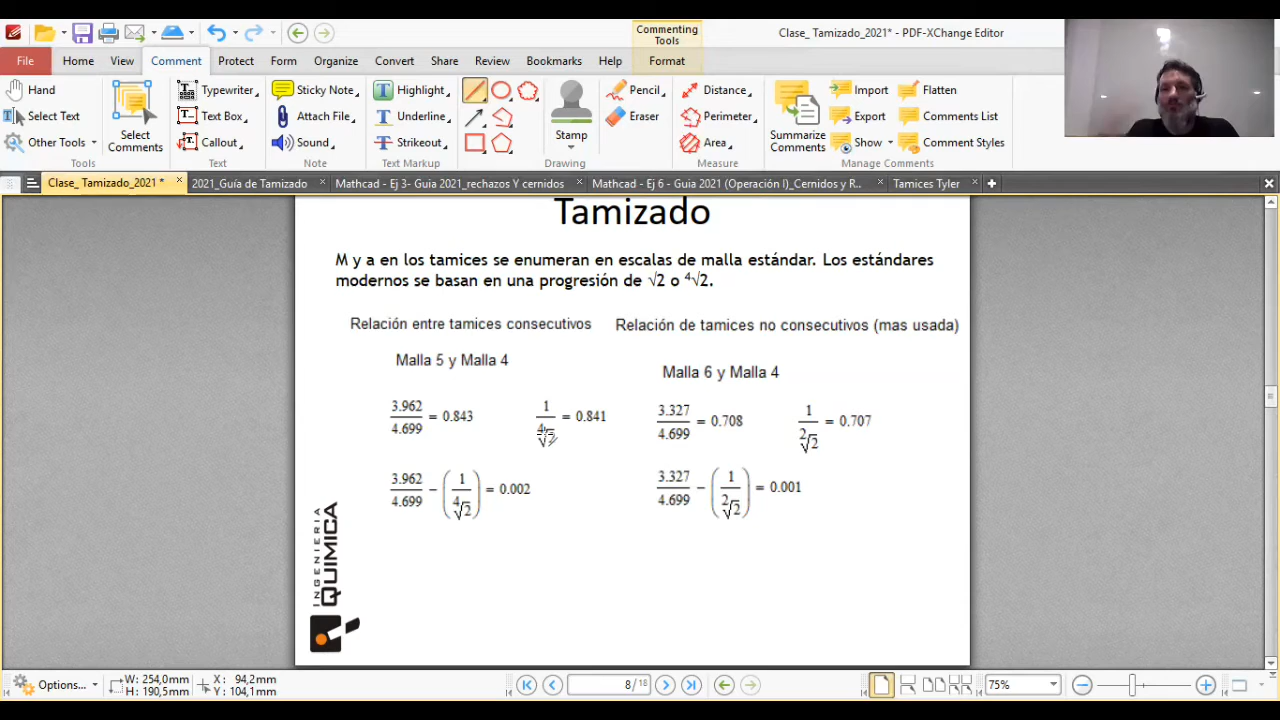 Commenting
Tools
Clase_ Tamizado_2021* - PDF-XChange Editor
File
Home
View
Comment
Protect
Form
Organize
Convert
Share
Review
Bookmarks
Help
Format
Hand
Select Text
Other Tools
Select
Comments
Tools
Typewriter
Text Box
Callout
Text
Sticky Note
Attach File
Sound
Note
Highlight
Underline
Strikeout
Text Markup
Pencil
Eraser
Drawing
Stamp
Distance
Perimeter
Area
Measure
Summarize
Comments
Import
Export
Show
Flatten
Comments List
Comment Styles
Manage Comments
Clase_ Tamizado_2021 *
2021_Guía de Tamizado
Mathcad - Ej 3- Guia 2021_rechazos Y cernidos
Mathcad - Ej 6 - Guia 2021 (Operación I)_Cernidos y R...
Tamices Tyler
Tamizado
M y a en los tamices se enumeran en escalas de malla estándar. Los estándares
modernos se basan en una progresión de √2 o ⁴√2.
Relación entre tamices consecutivos
Malla 5 y Malla 4
3.962/4.699 = 0.843
1/⁴√2 = 0.841
3.962/4.699 − (1/⁴√2) = 0.002
Relación de tamices no consecutivos (mas usada)
Malla 6 y Malla 4
3.327/4.699 = 0.708
1/²√2 = 0.707
3.327/4.699 − (1/²√2) = 0.001
INGENIERIA
QUIMICA
Options...
W: 254,0mm
H: 190,5mm
X: 94,2mm
Y: 104,1mm
8 / 18
75%